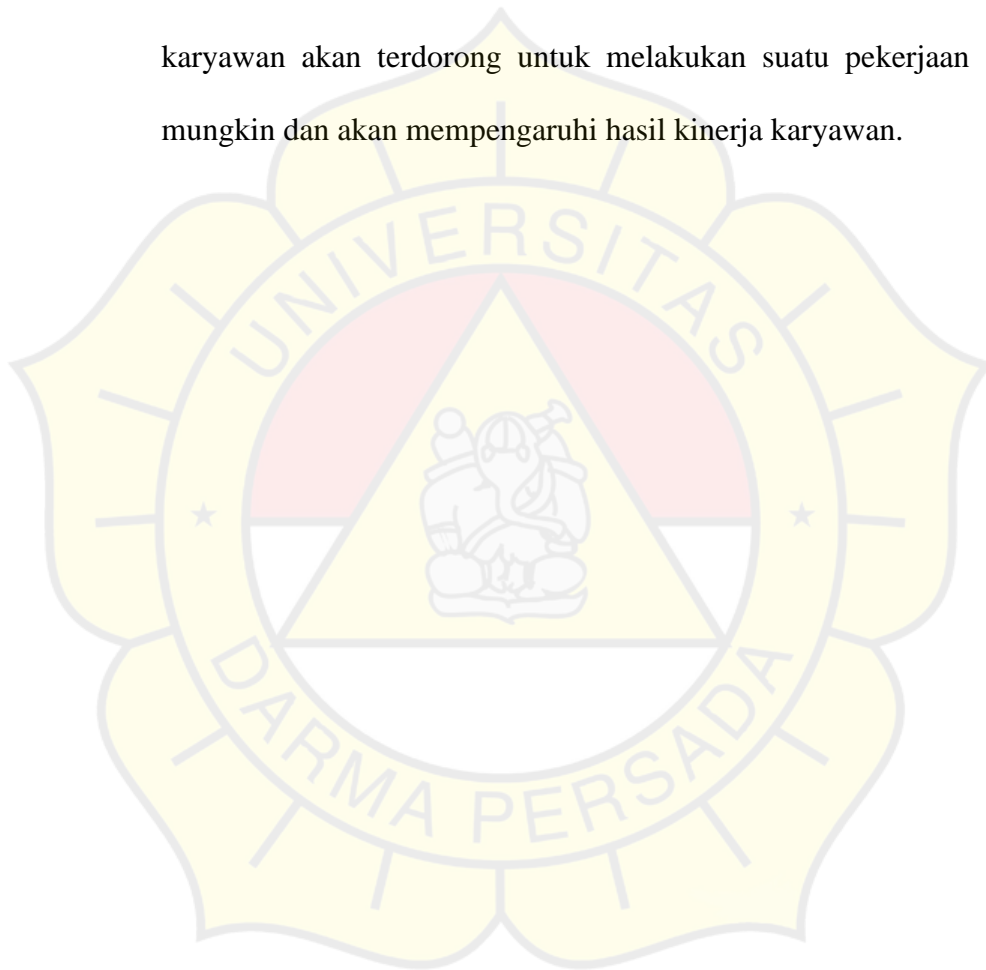 karyawan akan terdorong untuk melakukan suatu pekerjaan
mungkin dan akan mempengaruhi hasil kinerja karyawan.
UNIVERSITAS
DARMA PERSADA